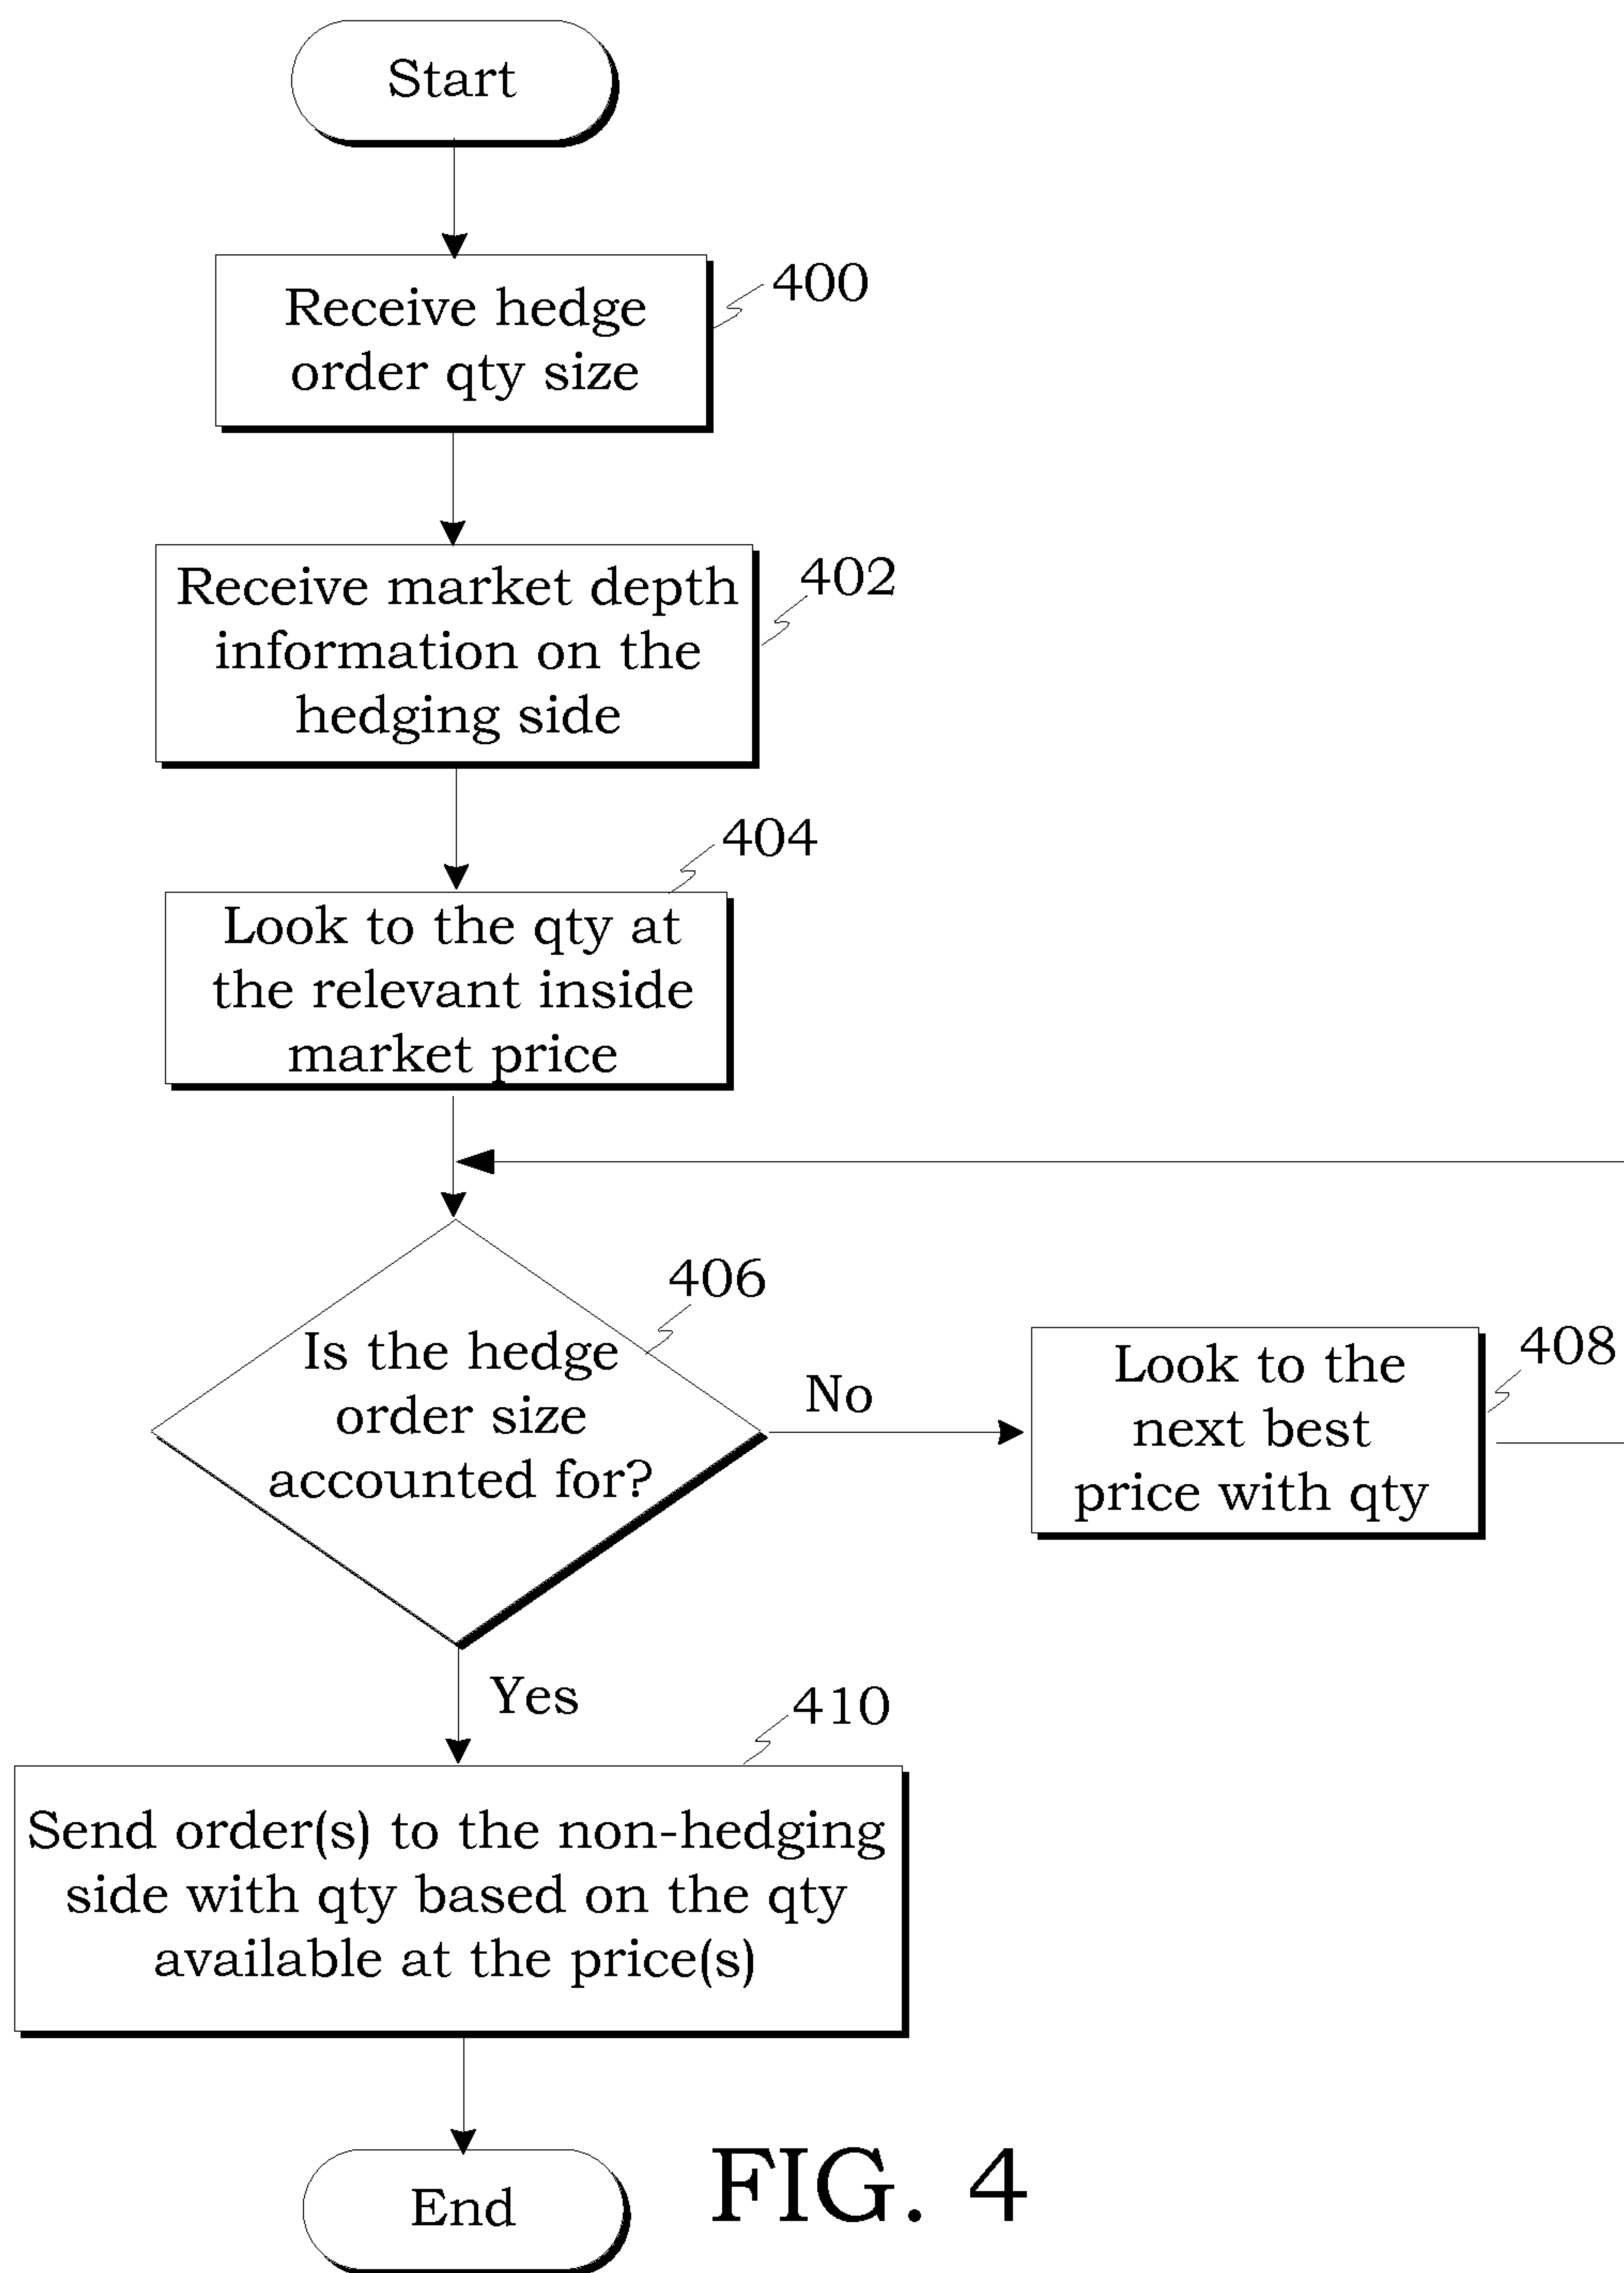 Start
Receive hedge
order qty size
400
Receive market depth
information on the
hedging side
402
404
Look to the qty at
the relevant inside
market price
406
Is the hedge
order size
accounted for?
No
Look to the
next best
price with qty
408
Yes
410
Send order(s) to the non-hedging
side with qty based on the qty
available at the price(s)
End
FIG. 4